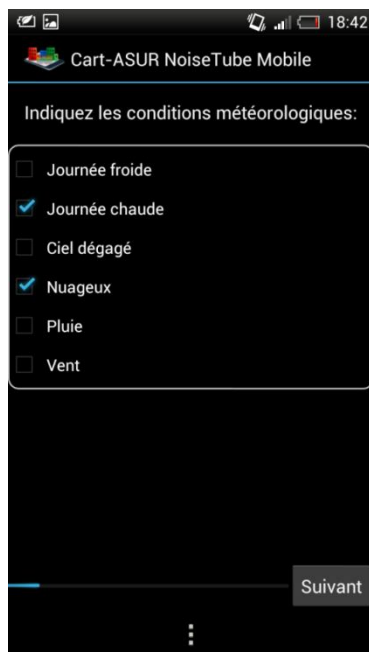 18:42
Cart-ASUR NoiseTube Mobile
Indiquez les conditions météorologiques:
Journée froide
Journée chaude
Ciel dégagé
Nuageux
Pluie
Vent
Suivant